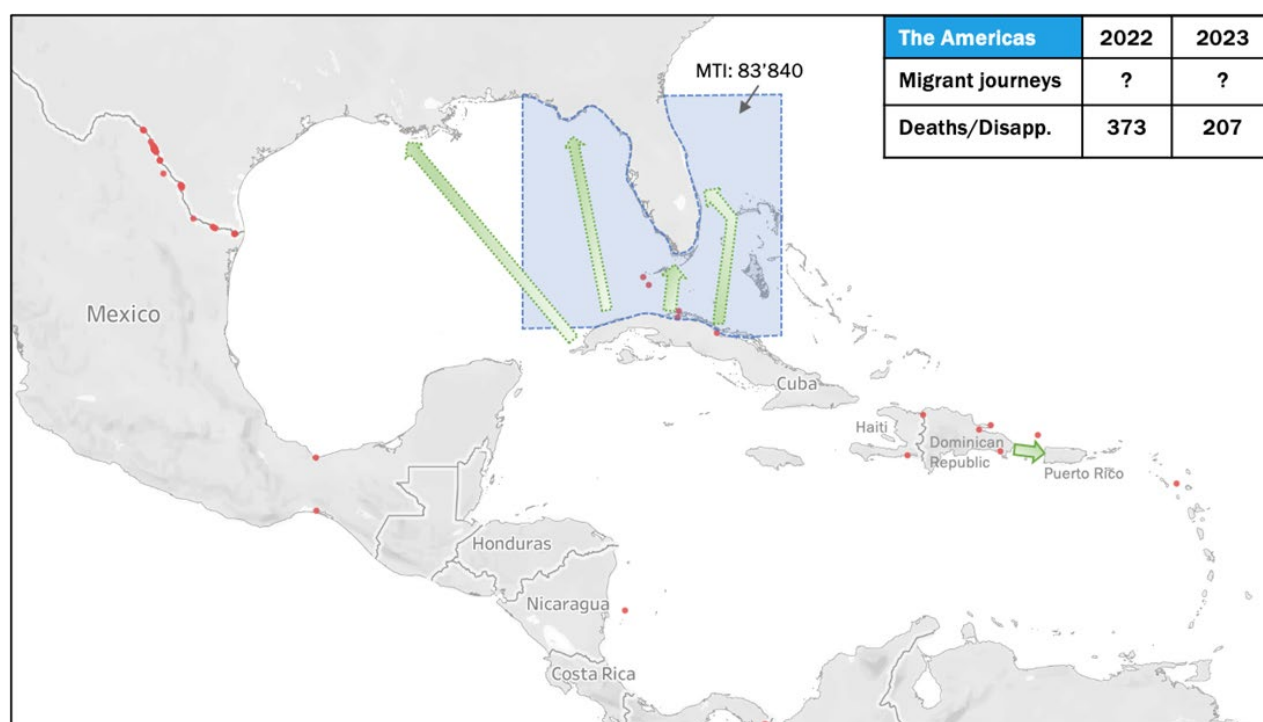 The Americas 2022 2023
Migrant journeys ? ?
Deaths/Disapp. 373 207
MTI: 83'840
Mexico
Cuba
Haiti
Dominican
Republic
Puerto Rico
Honduras
Nicaragua
Costa Rica